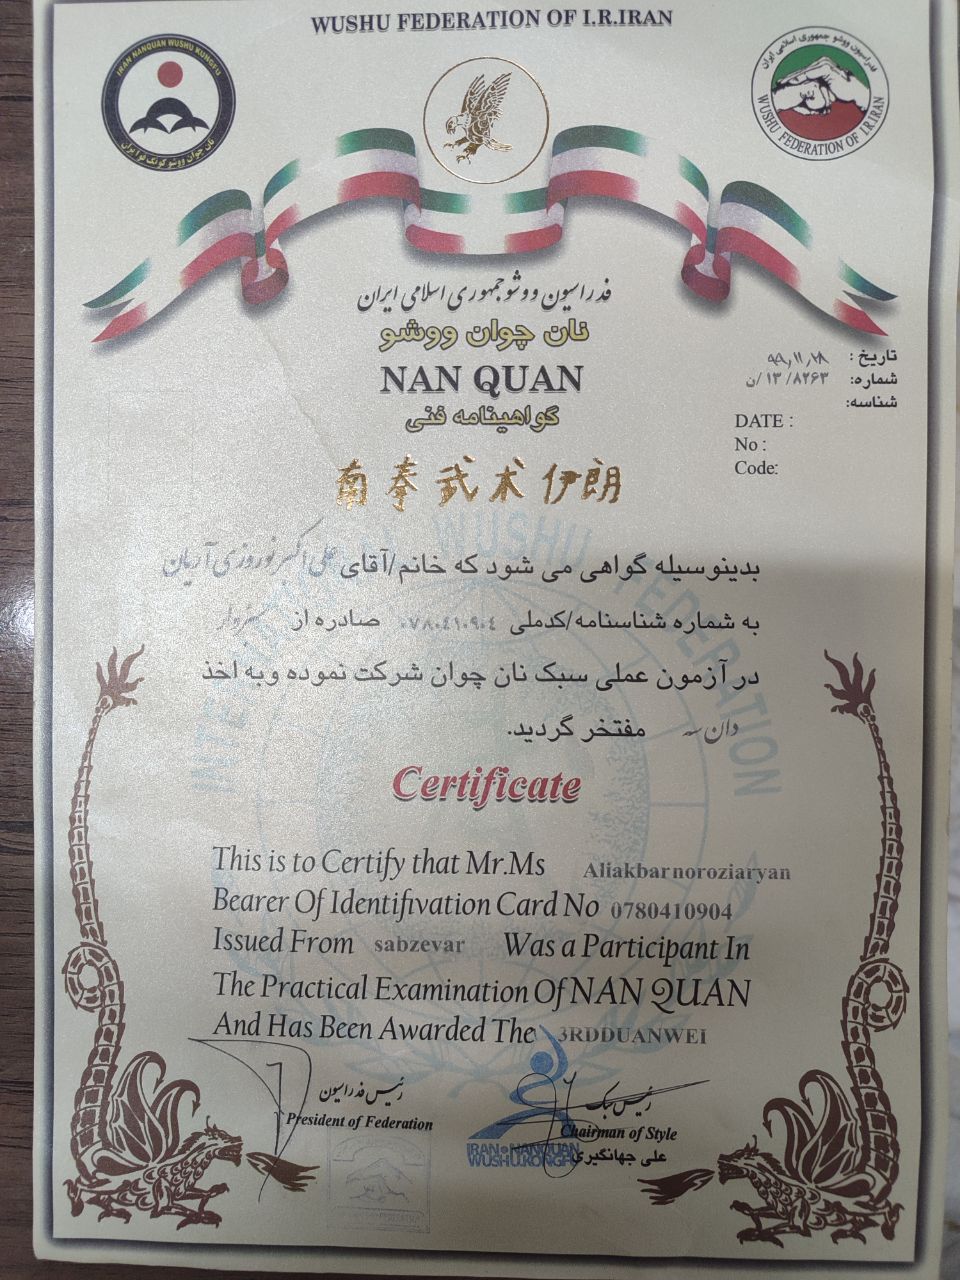 WUSHU FEDERATION OF I.R.IRAN
IRAN NANQUAN WUSHU KUNGFU
نان چوان ووشو کونگ فو ایران
فدراسیون ووشو جمهوری اسلامی ایران
WUSHU FEDERATION OF I.R.IRAN
فدراسیون ووشو جمهوری اسلامی ایران
نان چوان ووشو
NAN QUAN
گواهینامه فنی
南拳武术伊朗
تاریخ : ۹۹٫۱۱٫۲۸
شماره: ۱۳/۸۲۶۳/ن
شناسه:
DATE :
No :
Code:
INTERNATIONAL WUSHU FEDERATION
بدینوسیله گواهی می شود که خانم/آقای علی اکبر نوروزی آریان
به شماره شناسنامه/کدملی ۰۷۸۰۴۱۰۹۰۴ صادره از سبزوار
در آزمون عملی سبک نان چوان شرکت نموده وبه اخذ
دان سه مفتخر گردید.
Certificate
This is to Certify that Mr.Ms Aliakbarnoroziaryan
Bearer Of Identifivation Card No 0780410904
Issued From sabzevar Was a Participant In
The Practical Examination Of NAN QUAN
And Has Been Awarded The 3RDDUANWEI
رئیس فدراسیون
President of Federation
رئیس سبک
Chairman of Style
علی جهانگیری
IRAN NANQUAN
WUSHU KONGFU